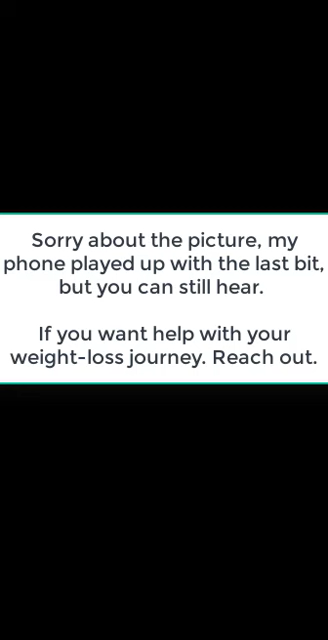 Sorry about the picture, my
phone played up with the last bit,
but you can still hear.
If you want help with your
weight-loss journey. Reach out.